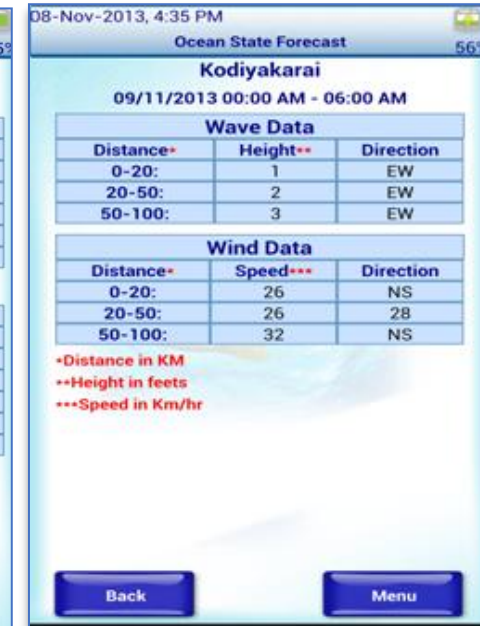 08-Nov-2013, 4:35 PM
Ocean State Forecast
56%
Kodiyakarai
09/11/2013 00:00 AM - 06:00 AM
Wave Data
Distance* Height** Direction
0-20: 1 EW
20-50: 2 EW
50-100: 3 EW
Wind Data
Distance* Speed*** Direction
0-20: 26 NS
20-50: 26 28
50-100: 32 NS
*Distance in KM
**Height in feets
***Speed in Km/hr
Back Menu